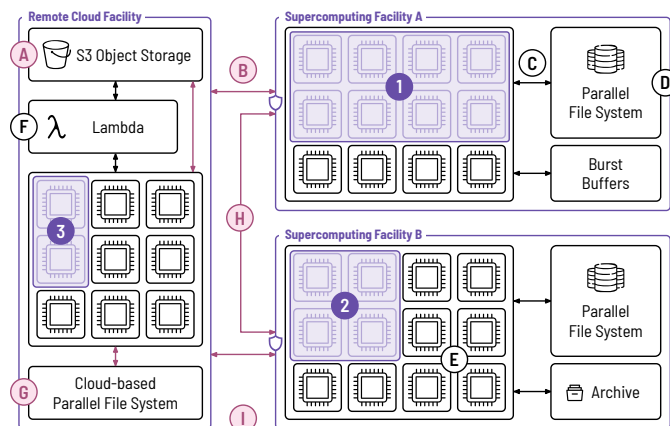 Remote Cloud Facility
A
S3 Object Storage
F
λ
Lambda
3
G
Cloud-based
Parallel File System
B
H
I
Supercomputing Facility A
1
C
Parallel
File System
D
Burst
Buffers
Supercomputing Facility B
2
E
Parallel
File System
Archive